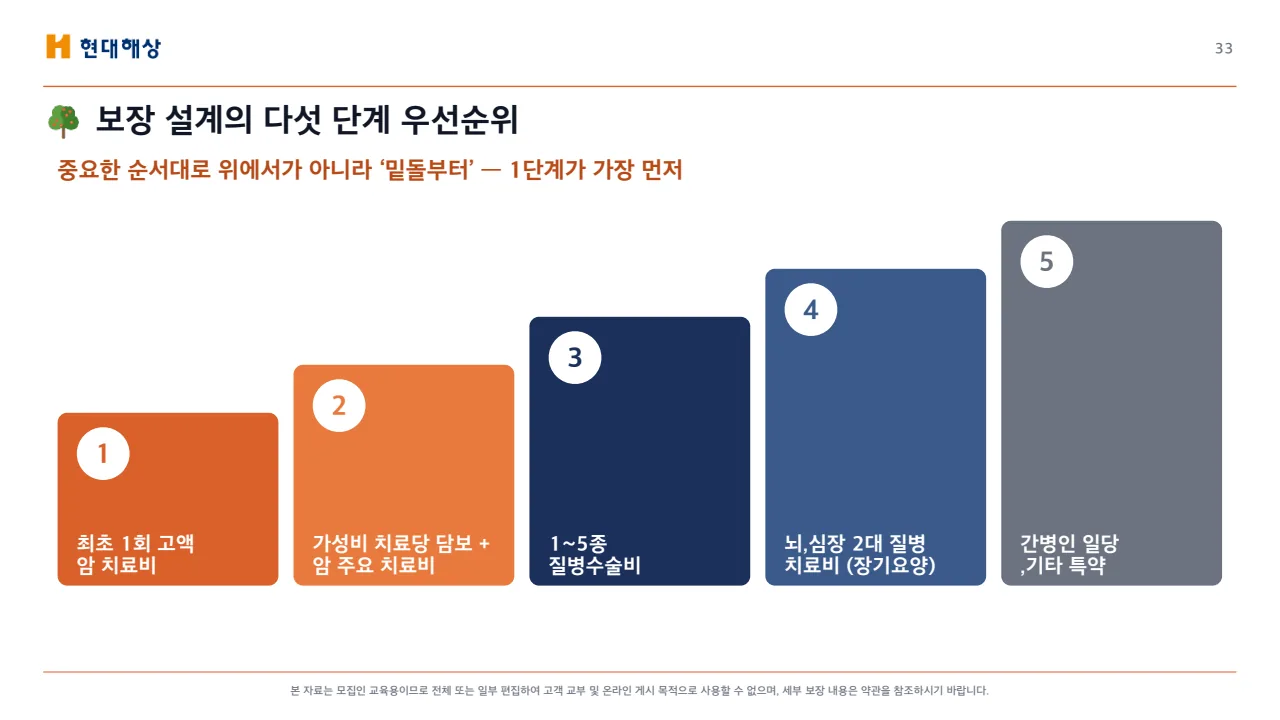 현대해상
33
보장 설계의 다섯 단계 우선순위
중요한 순서대로 위에서가 아니라 ‘밑돌부터’ — 1단계가 가장 먼저
1
최초 1회 고액
암 치료비
2
가성비 치료당 담보 +
암 주요 치료비
3
1~5종
질병수술비
4
뇌,심장 2대 질병
치료비 (장기요양)
5
간병인 일당
,기타 특약
본 자료는 모집인 교육용이므로 전체 또는 일부 편집하여 고객 교부 및 온라인 게시 목적으로 사용할 수 없으며, 세부 보장 내용은 약관을 참조하시기 바랍니다.